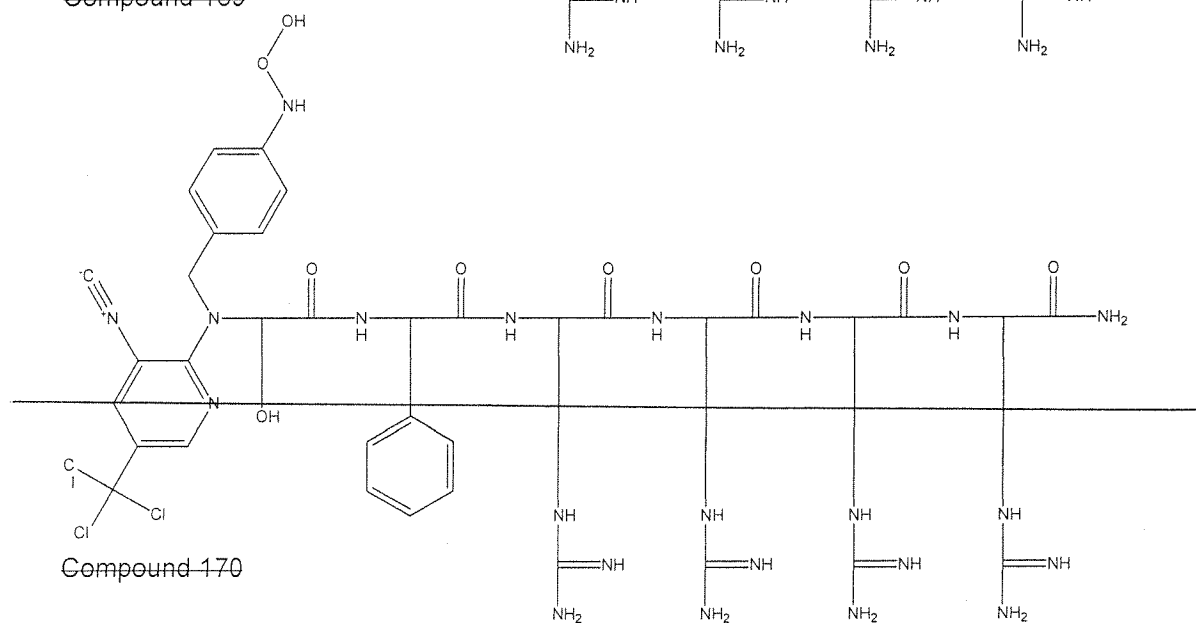 Compound 169
NH NH NH NH
NH2 NH2 NH2 NH2
OH
O
NH
-C
+N
N
O O O O O O
N H N H N H N H N H NH2
N
OH
Cl
Cl
Cl
NH NH NH NH
NH NH NH NH
NH2 NH2 NH2 NH2
Compound 170